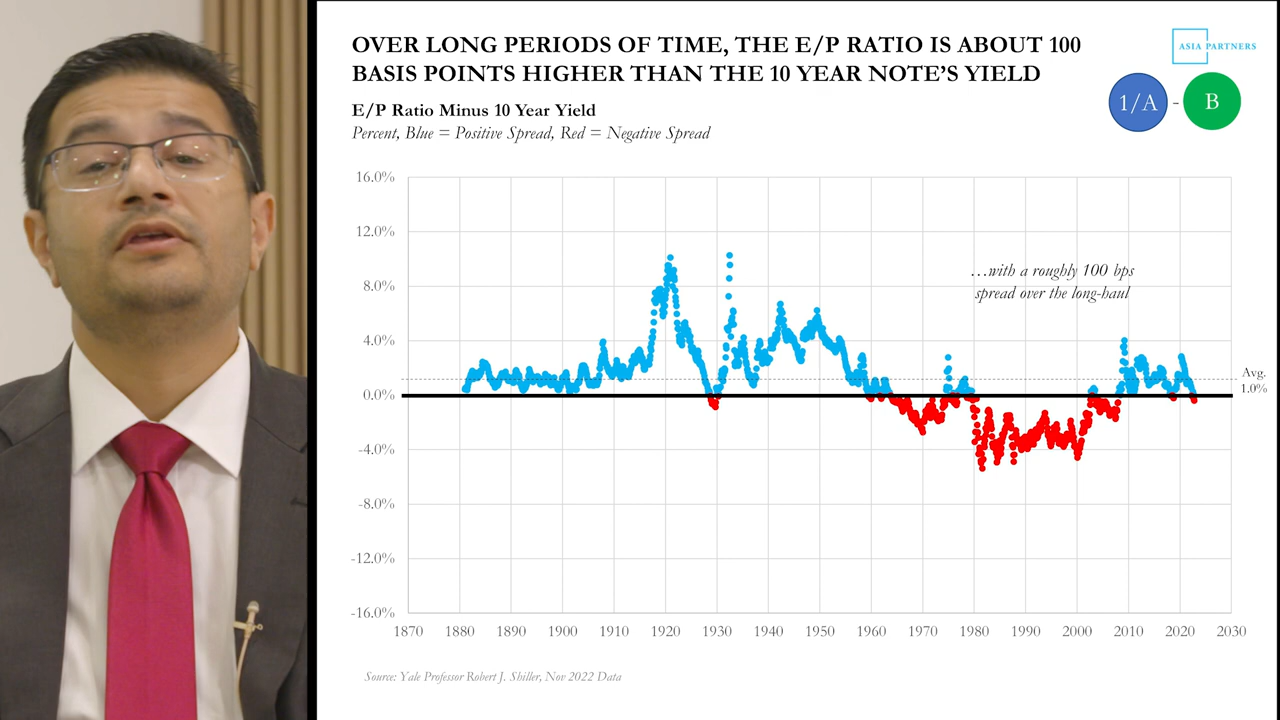 OVER LONG PERIODS OF TIME, THE E/P RATIO IS ABOUT 100
BASIS POINTS HIGHER THAN THE 10 YEAR NOTE'S YIELD
ASIA PARTNERS
1/A - B
E/P Ratio Minus 10 Year Yield
Percent, Blue = Positive Spread, Red = Negative Spread
16.0%
12.0%
8.0%
4.0%
0.0%
-4.0%
-8.0%
-12.0%
-16.0%
…with a roughly 100 bps
spread over the long-haul
Avg.
1.0%
1870 1880 1890 1900 1910 1920 1930 1940 1950 1960 1970 1980 1990 2000 2010 2020 2030
Source: Yale Professor Robert J. Shiller, Nov 2022 Data